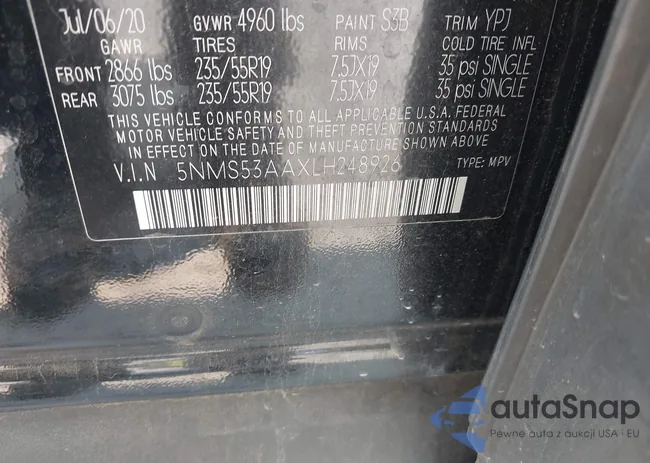 Jul/06/20 GVWR 4960 lbs PAINT S3B TRIM YPJ
GAWR TIRES RIMS COLD TIRE INFL
FRONT 2866 lbs 235/55R19 7.5JX19 35 psi SINGLE
REAR 3075 lbs 235/55R19 7.5JX19 35 psi SINGLE
THIS VEHICLE CONFORMS TO ALL APPLICABLE U.S.A. FEDERAL
MOTOR VEHICLE SAFETY AND THEFT PREVENTION STANDARDS
IN EFFECT ON THE DATE OF MANUFACTURE SHOWN ABOVE
V.I.N 5NMS53AAXLH248926 TYPE: MPV
autaSnap
Pewne auta z aukcji USA · EU